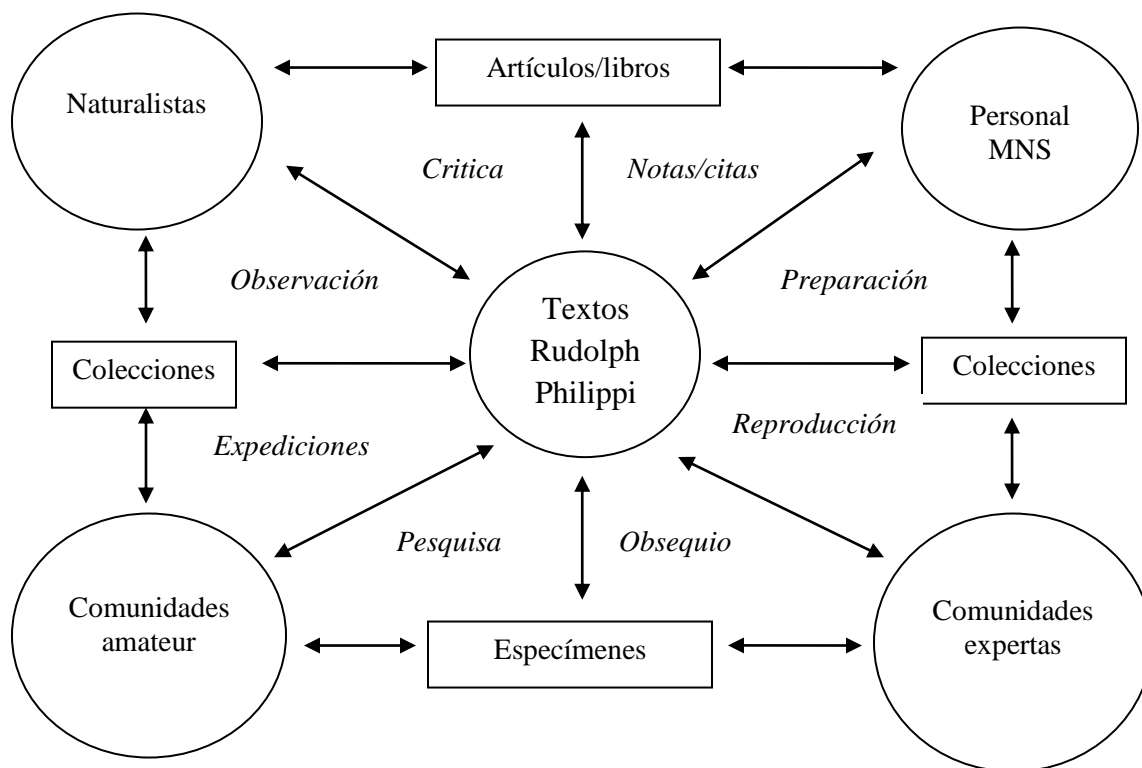 Artículos/libros
Naturalistas
Personal
MNS
Critica
Notas/citas
Observación
Preparación
Textos
Rudolph
Philippi
Colecciones
Colecciones
Expediciones
Reproducción
Pesquisa
Obsequio
Comunidades
amateur
Especímenes
Comunidades
expertas